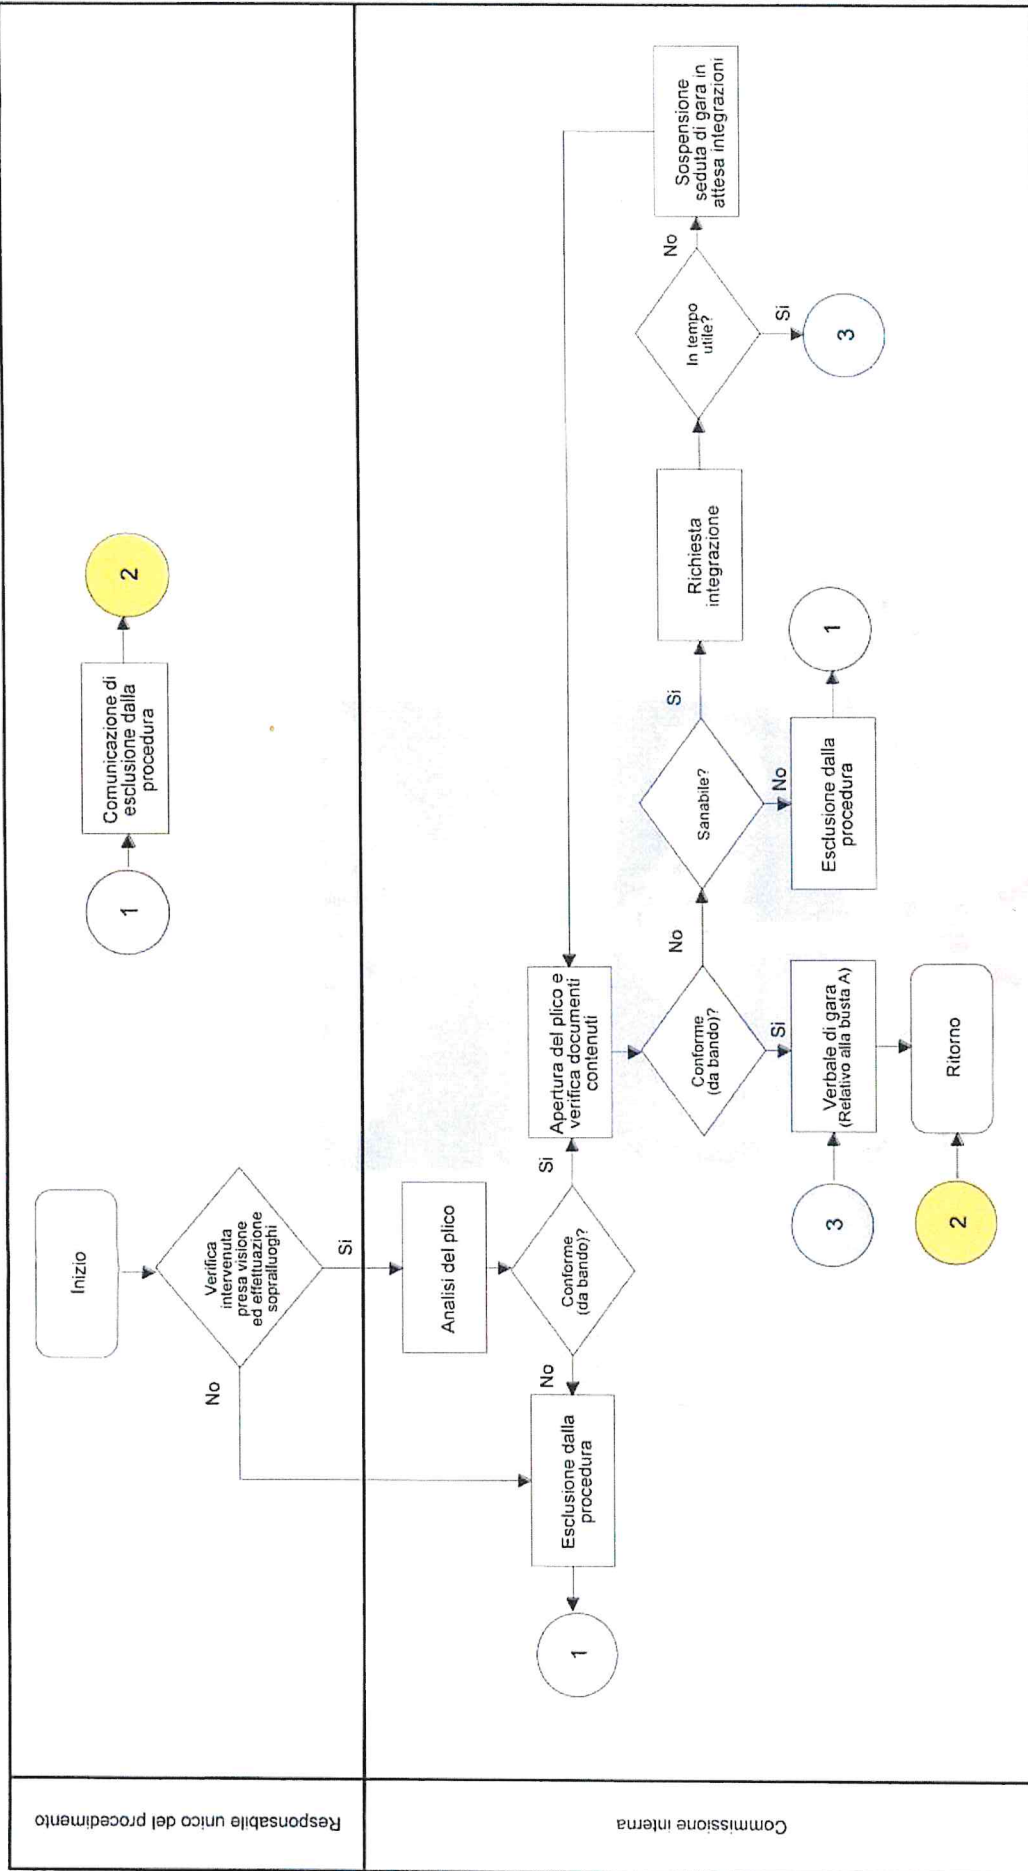 Responsabile unico del procedimento
Inizio
Verifica
intervenuta
presa visione
ed effettuazione
sopralluoghi
No
Si
1
Comunicazione di
esclusione dalla
procedura
2
Commissione interna
Analisi del plico
Conforme
(da bando)?
No
Si
Esclusione dalla
procedura
1
Apertura del plico e
verifica documenti
contenuti
Conforme
(da bando)?
No
Si
Sanabile?
Si
No
Richiesta
integrazione
In tempo
utile?
No
Si
Sospensione
seduta di gara in
attesa integrazioni
3
Esclusione dalla
procedura
1
3
Verbale di gara
(Relativo alla busta A)
2
Ritorno